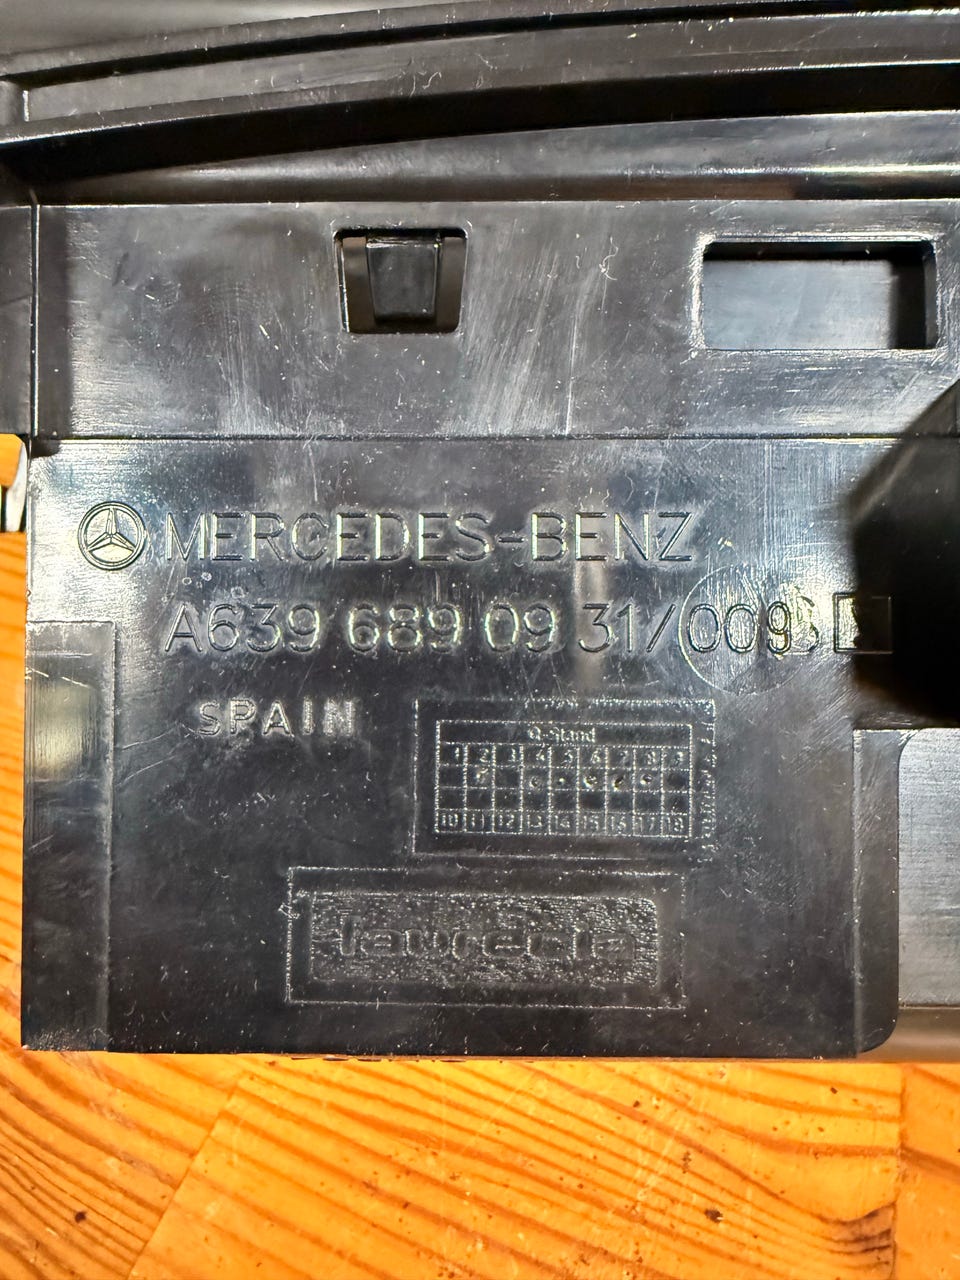 MERCEDES-BENZ
A639 689 09 31/009
SPAIN
Q-Stand
1 2 3 4 5 6 7 8 9
10 11 12 13 14 15 16 17 18
faurecia